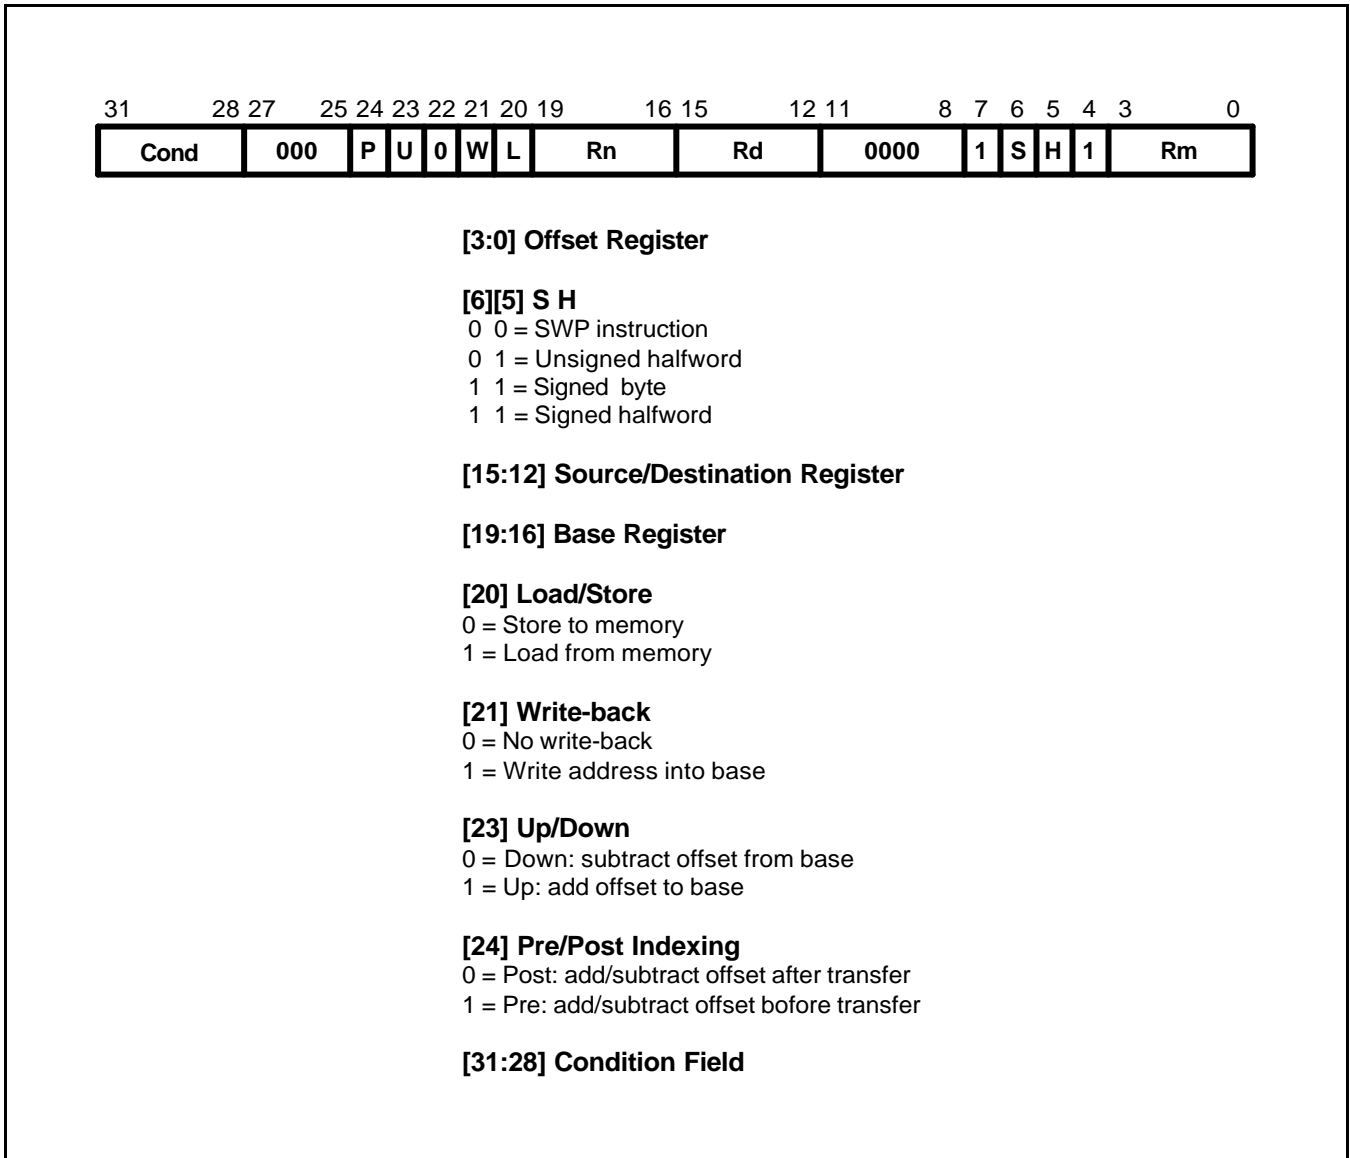 31 28 27 25 24 23 22 21 20 19 16 15 12 11 8 7 6 5 4 3 0
Cond 000 P U 0 W L Rn Rd 0000 1 S H 1 Rm
[3:0] Offset Register
[6][5] S H
0 0 = SWP instruction
0 1 = Unsigned halfword
1 1 = Signed byte
1 1 = Signed halfword
[15:12] Source/Destination Register
[19:16] Base Register
[20] Load/Store
0 = Store to memory
1 = Load from memory
[21] Write-back
0 = No write-back
1 = Write address into base
[23] Up/Down
0 = Down: subtract offset from base
1 = Up: add offset to base
[24] Pre/Post Indexing
0 = Post: add/subtract offset after transfer
1 = Pre: add/subtract offset bofore transfer
[31:28] Condition Field